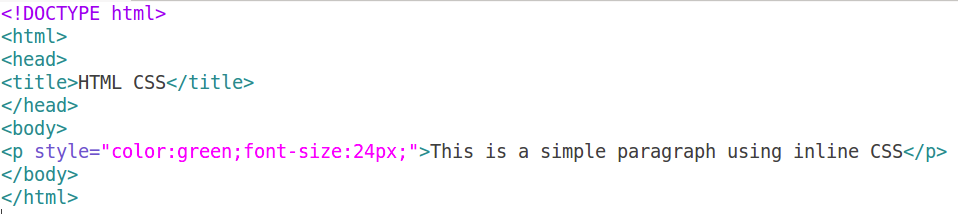 <!DOCTYPE html>
<html>
<head>
<title>HTML CSS</title>
</head>
<body>
<p style="color:green;font-size:24px;">This is a simple paragraph using inline CSS</p>
</body>
</html>